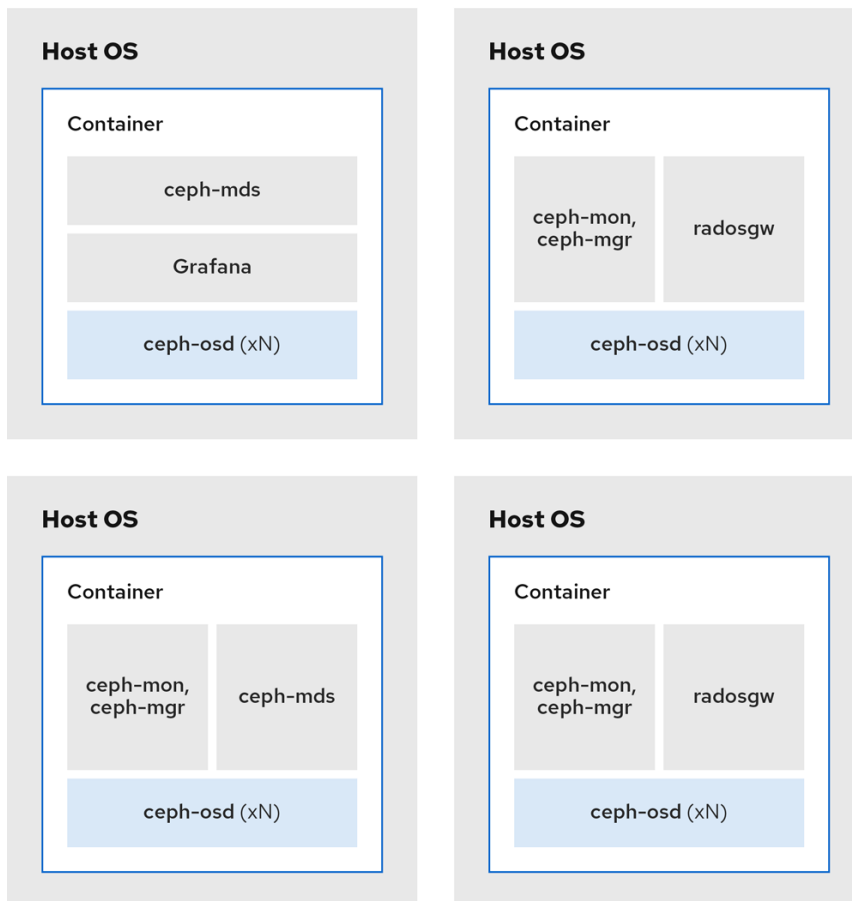 Host OS
Container
ceph-mds
Grafana
ceph-osd (xN)
Host OS
Container
ceph-mon,
ceph-mgr
radosgw
ceph-osd (xN)
Host OS
Container
ceph-mon,
ceph-mgr
ceph-mds
ceph-osd (xN)
Host OS
Container
ceph-mon,
ceph-mgr
radosgw
ceph-osd (xN)